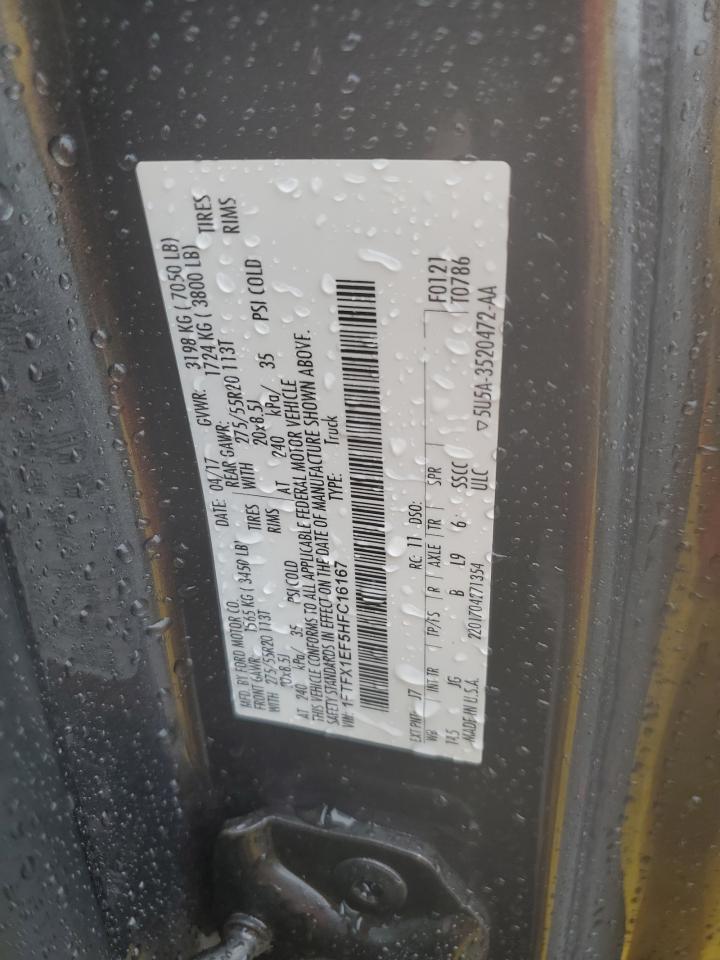 MFD. BY FORD MOTOR CO. DATE: 04/17 GVWR: 3198 KG ( 7050 LB)
FRONT GAWR: 1565 KG ( 3450 LB) REAR GAWR: 1724 KG ( 3800 LB)
275/55R20 113T TIRES WITH 275/55R20 113T TIRES
20x8.5J RIMS 20x8.5J RIMS
AT 240 kPa/ 35 PSI COLD AT 240 kPa/ 35 PSI COLD
THIS VEHICLE CONFORMS TO ALL APPLICABLE FEDERAL MOTOR VEHICLE
SAFETY STANDARDS IN EFFECT ON THE DATE OF MANUFACTURE SHOWN ABOVE.
VIN: 1FTFX1EF5HFC16167 TYPE: Truck
EXT PNT: J7 RC: 11 DSO: F0121
WB INT TR TP/PS R AXLE TR SPR T0786
145 JG B L9 6 SSCC
MADE IN U.S.A. 2201704271354 ULC ▽5U5A-3520472-AA